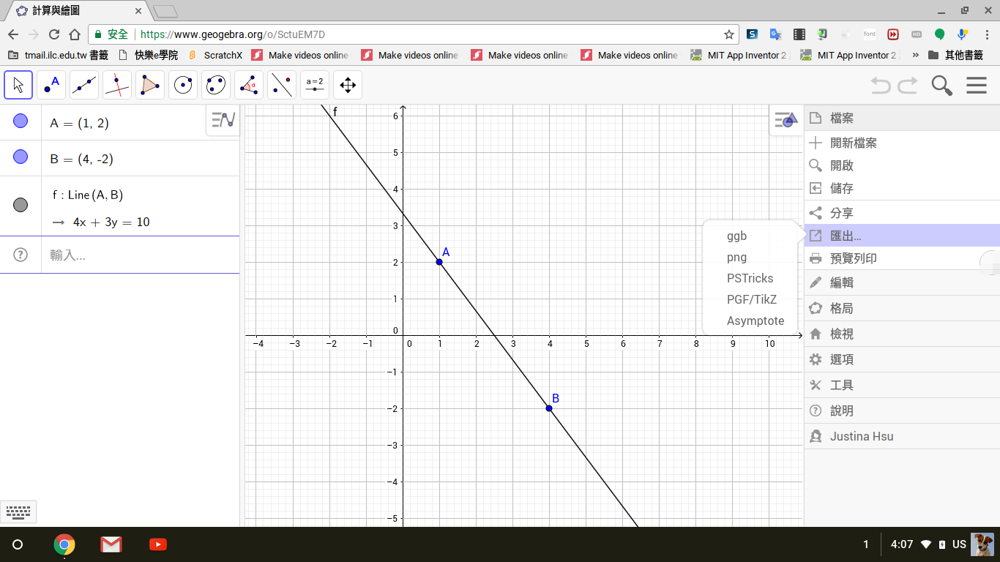 計算與繪圖
安全 https://www.geogebra.org/o/SctuEM7D
S font HD
tmail.ilc.edu.tw 書籤 快樂e學院 ScratchX Make videos online Make videos online Make videos online Make videos online MIT App Inventor 2 MIT App Inventor 2 » 其他書籤
A α a=2
A = (1, 2)
B = (4, -2)
f : Line (A, B)
→ 4x + 3y = 10
輸入...
f
A
B
6
5
4
3
2
1
0
−4 −3 −2 −1 0 1 2 3 4 5 6 7 8 9 10
−1
−2
−3
−4
−5
ggb
png
PSTricks
PGF/TikZ
Asymptote
檔案
開新檔案
開啟
儲存
分享
匯出...
預覽列印
編輯
格局
檢視
選項
工具
說明
Justina Hsu
1 4:07 US